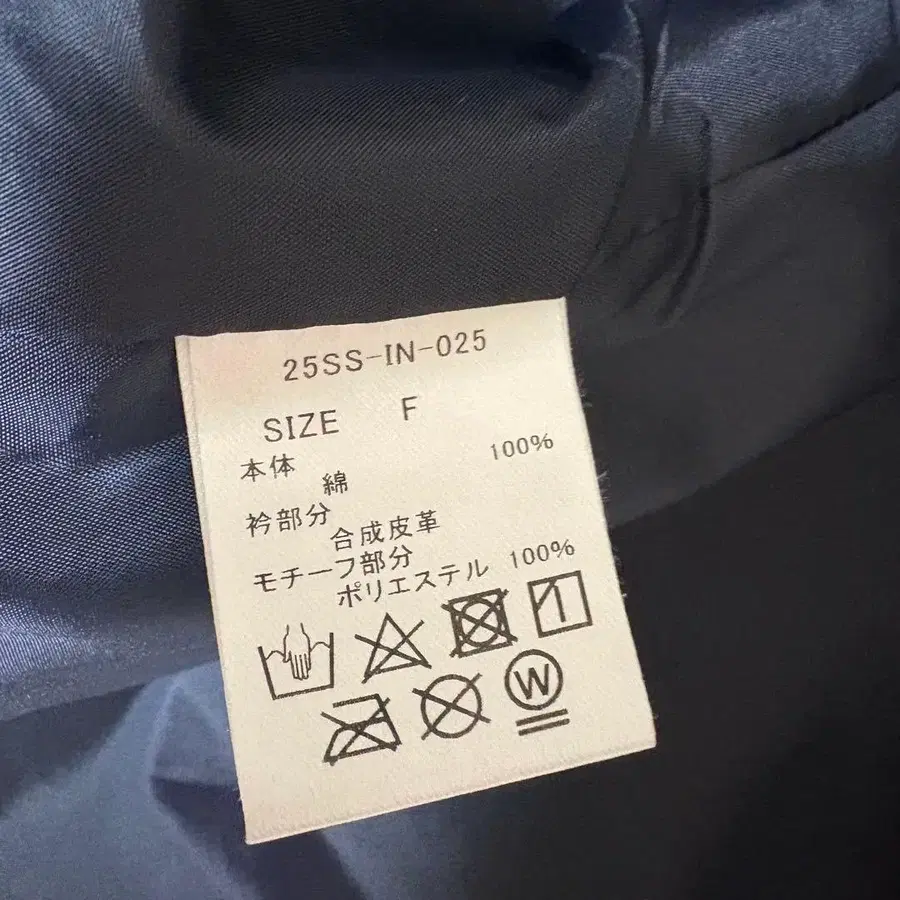 25SS-IN-025
SIZE F
本体
綿 100%
衿部分
合成皮革
モチーフ部分
ポリエステル 100%
W